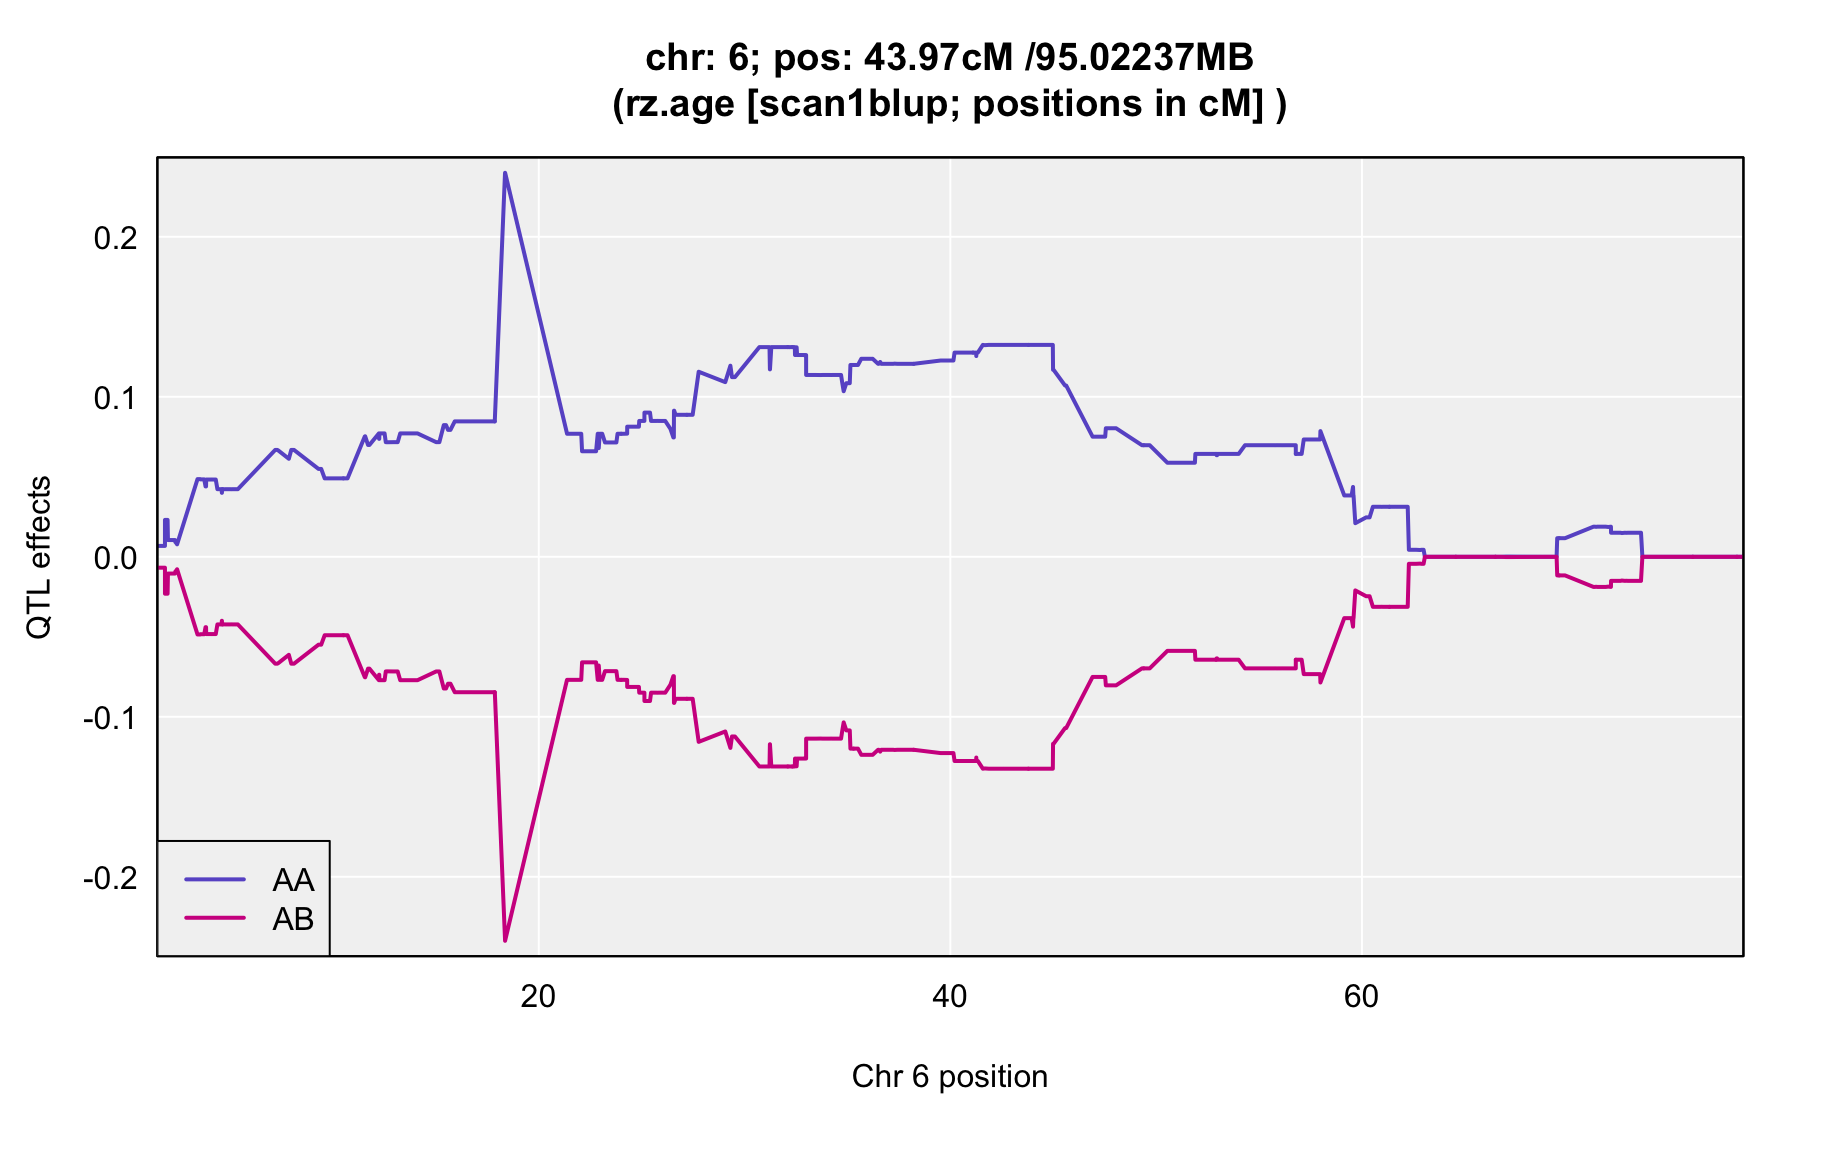 chr: 6; pos: 43.97cM /95.02237MB
(rz.age [scan1blup; positions in cM] )
QTL effects
0.2
0.1
0.0
-0.1
-0.2
AA
AB
20
40
60
Chr 6 position